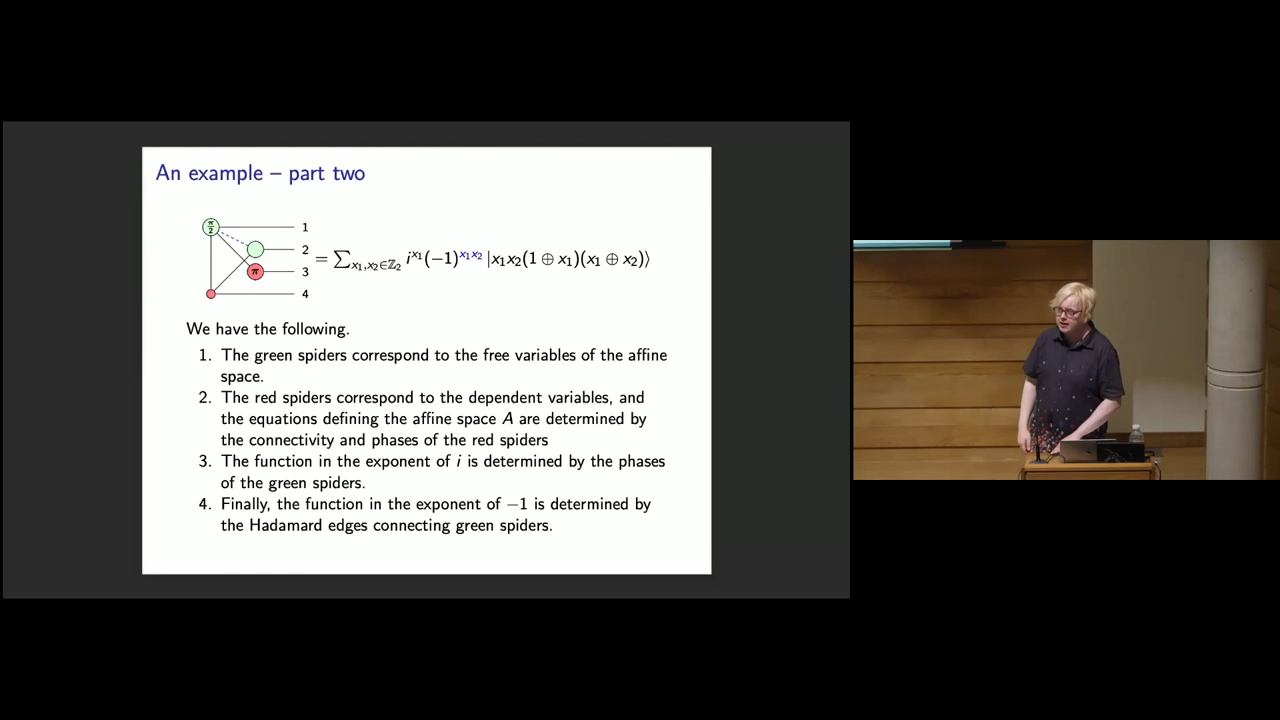 An example – part two
π/2
π
1
2
3
4
= ∑x₁,x₂∈ℤ₂ i^x₁(−1)^x₁x₂ |x₁x₂(1 ⊕ x₁)(x₁ ⊕ x₂)⟩
We have the following.
1. The green spiders correspond to the free variables of the affine
space.
2. The red spiders correspond to the dependent variables, and
the equations defining the affine space A are determined by
the connectivity and phases of the red spiders
3. The function in the exponent of i is determined by the phases
of the green spiders.
4. Finally, the function in the exponent of −1 is determined by
the Hadamard edges connecting green spiders.